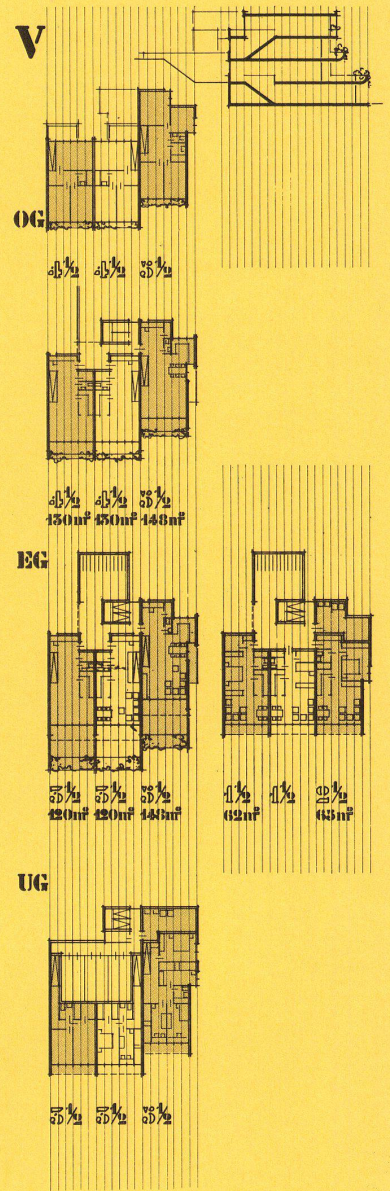 V
OG
4½ 4½ 5½
4½ 4½ 5½
130m² 130m² 148m²
EG
3½ 3½ 5½ 1½ 1½ 2½
120m² 120m² 148m² 62m² 65m²
UG
3½ 3½ 5½